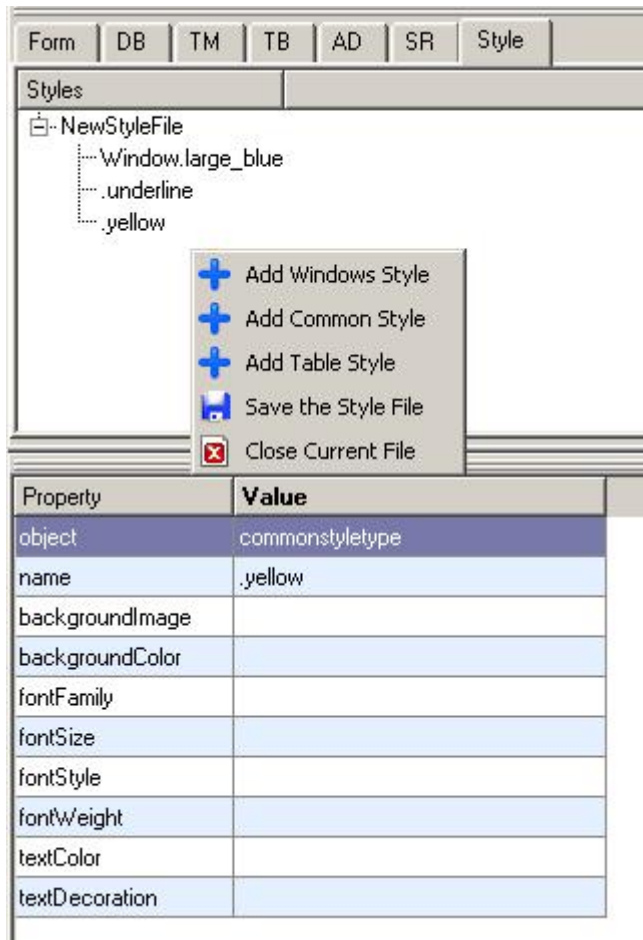 Form DB TM TB AD SR Style
Styles
NewStyleFile
Window.large_blue
.underline
.yellow
Add Windows Style
Add Common Style
Add Table Style
Save the Style File
Close Current File
Property Value
object commonstyletype
name .yellow
backgroundImage
backgroundColor
fontFamily
fontSize
fontStyle
fontWeight
textColor
textDecoration